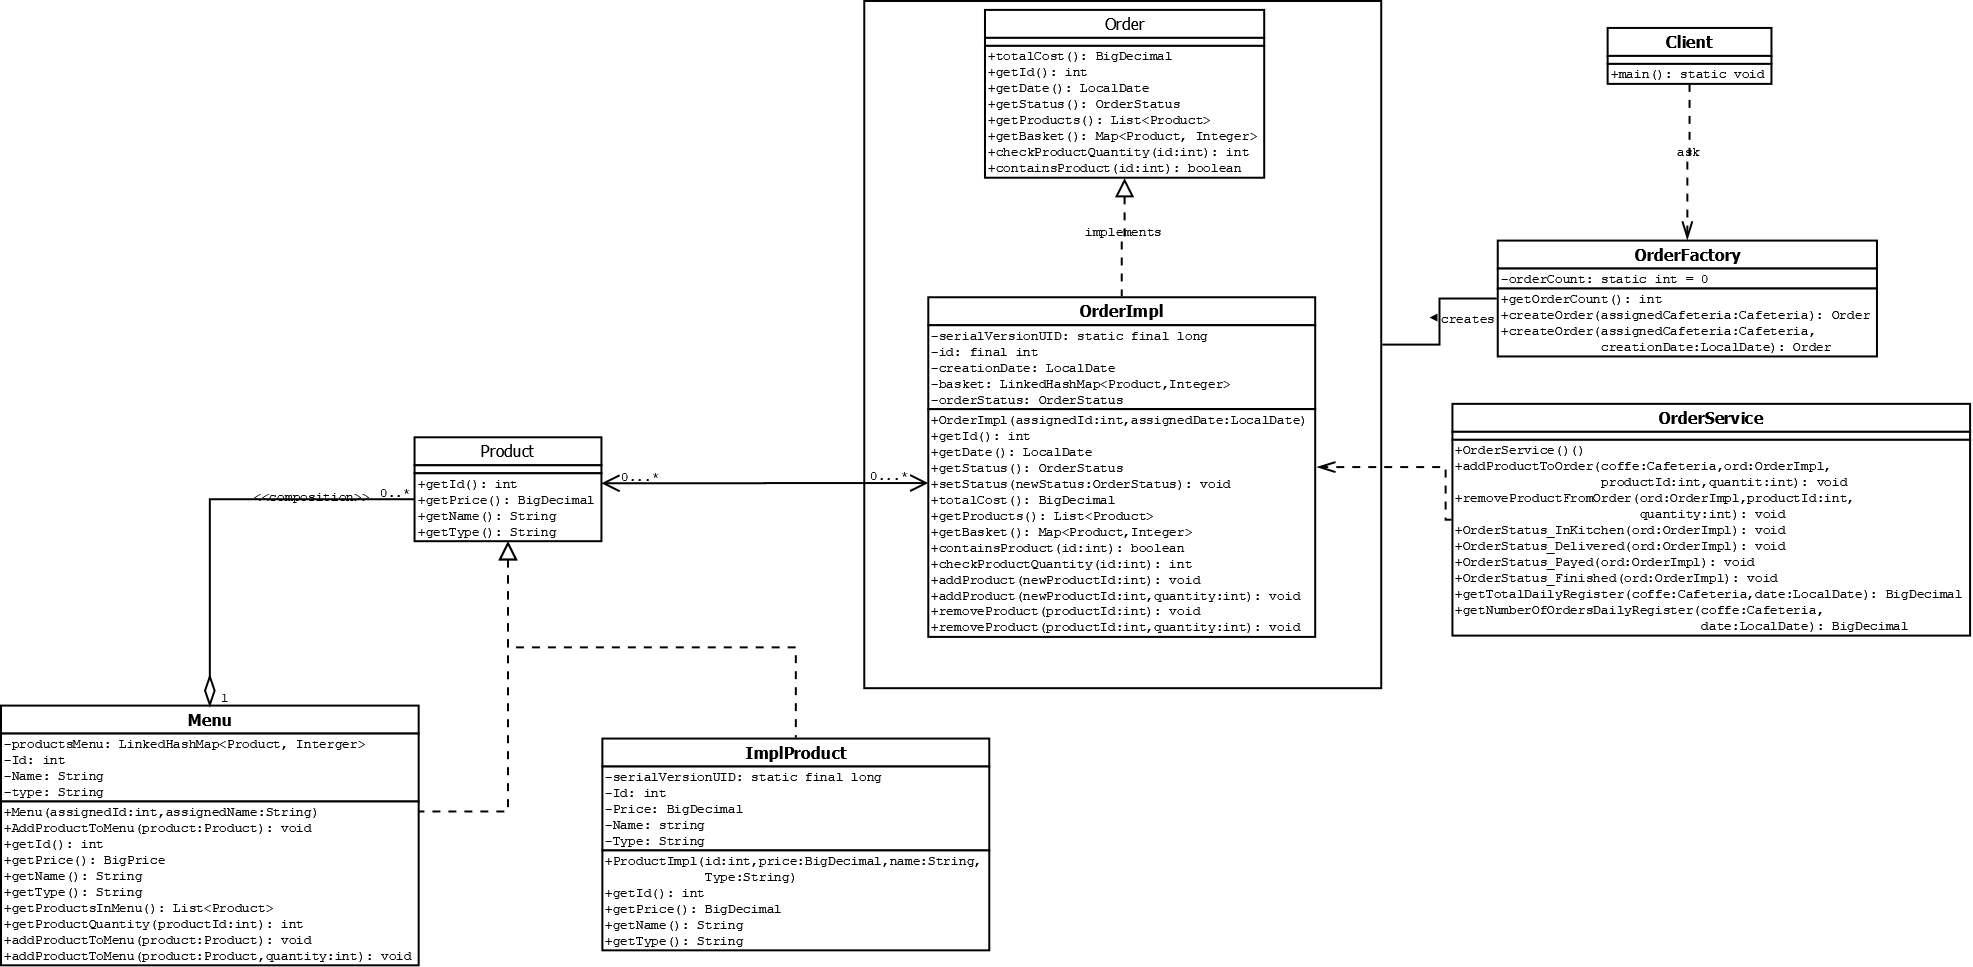 Order
+totalCost(): BigDecimal
+getId(): int
+getDate(): LocalDate
+getStatus(): OrderStatus
+getProducts(): List<Product>
+getBasket(): Map<Product, Integer>
+checkProductQuantity(id:int): int
+containsProduct(id:int): boolean
implements
Client
+main(): static void
ask
OrderFactory
-orderCount: static int = 0
+getOrderCount(): int
+createOrder(assignedCafeteria:Cafeteria): Order
+createOrder(assignedCafeteria:Cafeteria,
creationDate:LocalDate): Order
creates
OrderImpl
-serialVersionUID: static final long
-id: final int
-creationDate: LocalDate
-basket: LinkedHashMap<Product,Integer>
-orderStatus: OrderStatus
+OrderImpl(assignedId:int,assignedDate:LocalDate)
+getId(): int
+getDate(): LocalDate
+getStatus(): OrderStatus
+setStatus(newStatus:OrderStatus): void
+totalCost(): BigDecimal
+getProducts(): List<Product>
+getBasket(): Map<Product,Integer>
+containsProduct(id:int): boolean
+checkProductQuantity(id:int): int
+addProduct(newProductId:int): void
+addProduct(newProductId:int,quantity:int): void
+removeProduct(productId:int): void
+removeProduct(productId:int,quantity:int): void
OrderService
+OrderService()()
+addProductToOrder(coffe:Cafeteria,ord:OrderImpl,
productId:int,quantit:int): void
+removeProductFromOrder(ord:OrderImpl,productId:int,
quantity:int): void
+OrderStatus_InKitchen(ord:OrderImpl): void
+OrderStatus_Delivered(ord:OrderImpl): void
+OrderStatus_Payed(ord:OrderImpl): void
+OrderStatus_Finished(ord:OrderImpl): void
+getTotalDailyRegister(coffe:Cafeteria,date:LocalDate): BigDecimal
+getNumberOfOrdersDailyRegister(coffe:Cafeteria,
date:LocalDate): BigDecimal
Product
+getId(): int
+getPrice(): BigDecimal
+getName(): String
+getType(): String
0...*
0...*
<<composition>>
0..*
1
Menu
-productsMenu: LinkedHashMap<Product, Interger>
-Id: int
-Name: String
-type: String
+Menu(assignedId:int,assignedName:String)
+AddProductToMenu(product:Product): void
+getId(): int
+getPrice(): BigPrice
+getName(): String
+getType(): String
+getProductsInMenu(): List<Product>
+getProductQuantity(productId:int): int
+addProductToMenu(product:Product): void
+addProductToMenu(product:Product,quantity:int): void
ImplProduct
-serialVersionUID: static final long
-Id: int
-Price: BigDecimal
-Name: string
-Type: String
+ProductImpl(id:int,price:BigDecimal,name:String,
Type:String)
+getId(): int
+getPrice(): BigDecimal
+getName(): String
+getType(): String